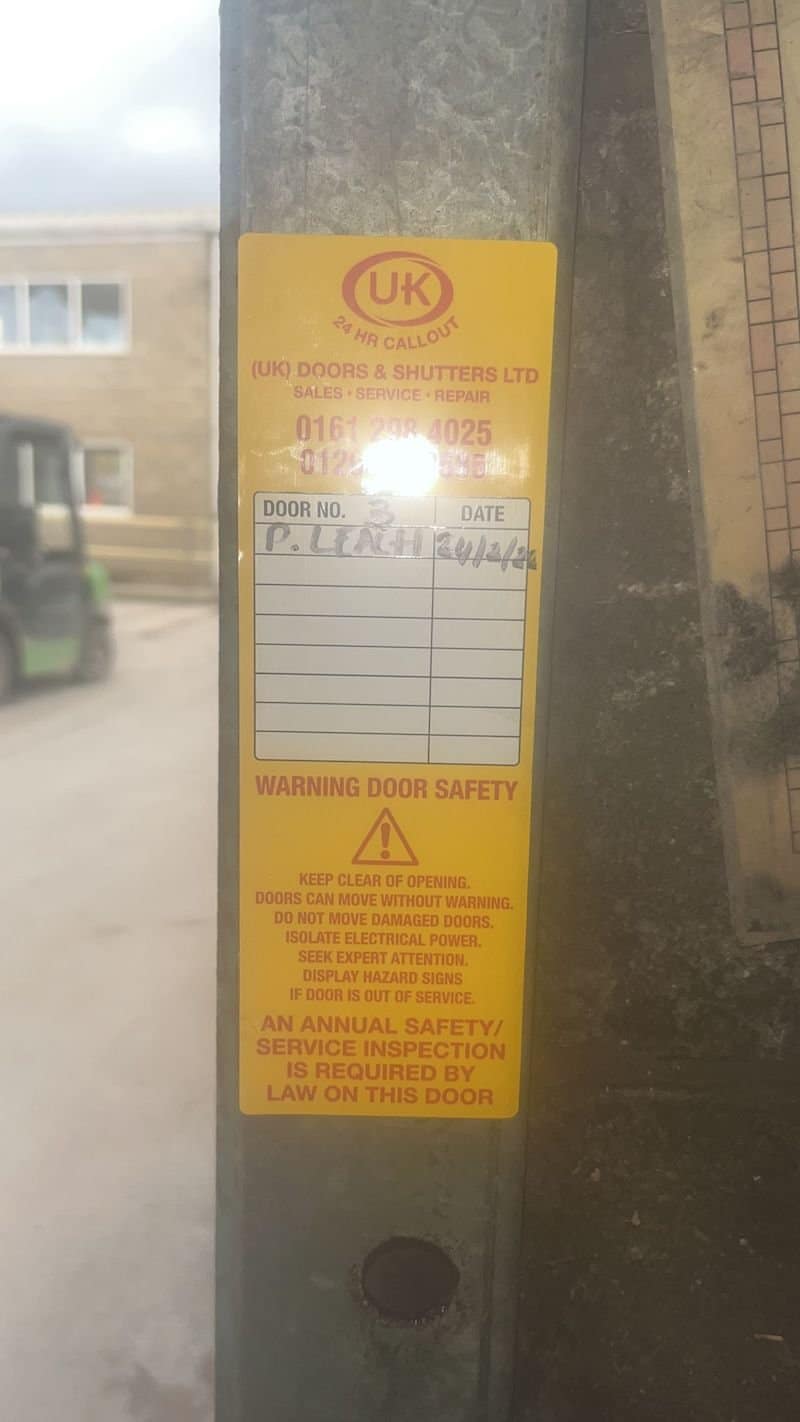 UK
24 HR CALLOUT
(UK) DOORS & SHUTTERS LTD
SALES • SERVICE • REPAIR
0161 298 4025
DOOR NO. 3 DATE
P. LEACH
WARNING DOOR SAFETY
KEEP CLEAR OF OPENING.
DOORS CAN MOVE WITHOUT WARNING.
DO NOT MOVE DAMAGED DOORS.
ISOLATE ELECTRICAL POWER.
SEEK EXPERT ATTENTION.
DISPLAY HAZARD SIGNS
IF DOOR IS OUT OF SERVICE.
AN ANNUAL SAFETY/
SERVICE INSPECTION
IS REQUIRED BY
LAW ON THIS DOOR